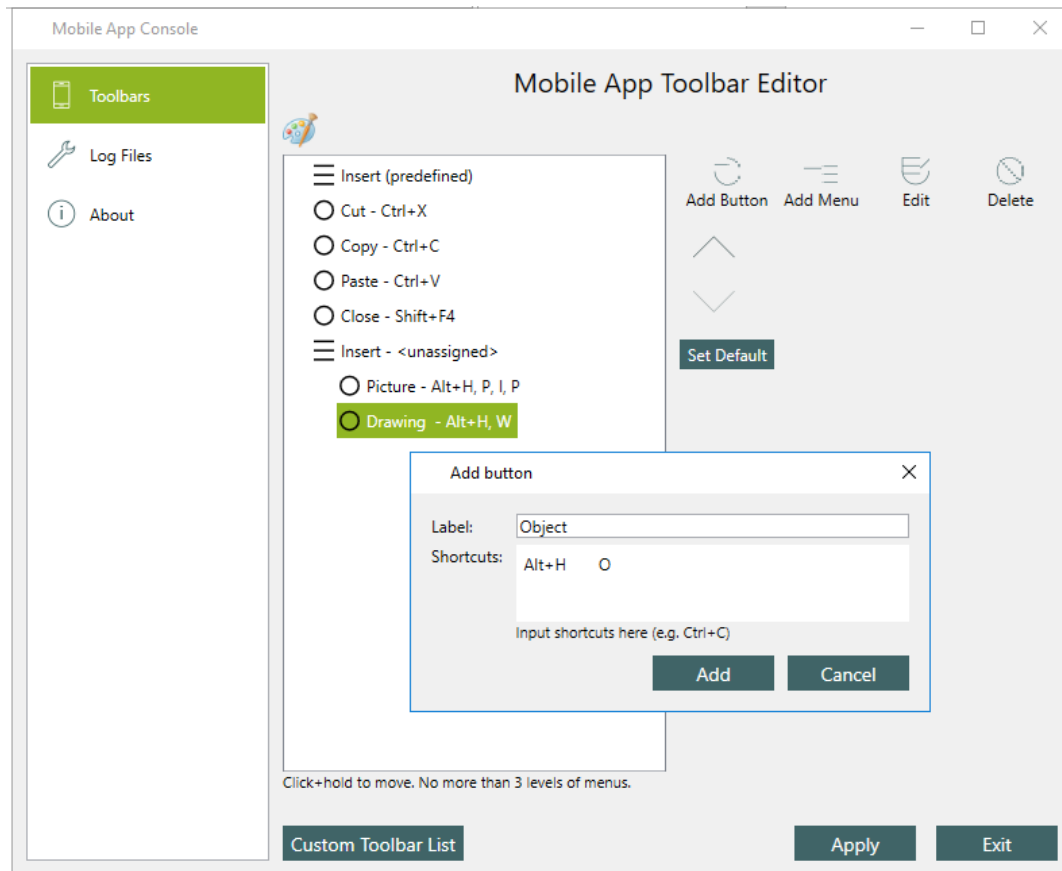 Mobile App Console
Toolbars
Log Files
About
Mobile App Toolbar Editor
Insert (predefined)
Cut - Ctrl+X
Copy - Ctrl+C
Paste - Ctrl+V
Close - Shift+F4
Insert - <unassigned>
Picture - Alt+H, P, I, P
Drawing - Alt+H, W
Add Button Add Menu Edit Delete
Set Default
Add button
Label: Object
Shortcuts: Alt+H O
Input shortcuts here (e.g. Ctrl+C)
Add Cancel
Click+hold to move. No more than 3 levels of menus.
Custom Toolbar List Apply Exit